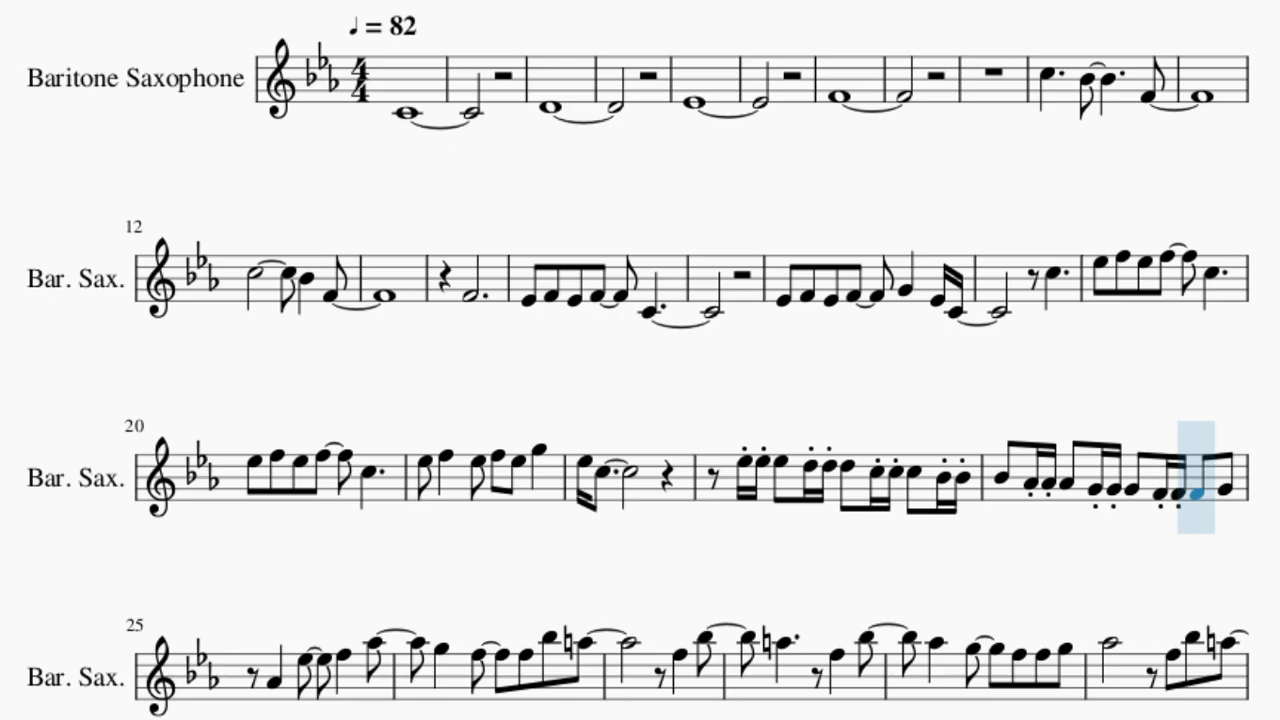 ♩ = 82
Baritone Saxophone
4
4
12
Bar. Sax.
20
Bar. Sax.
25
Bar. Sax.